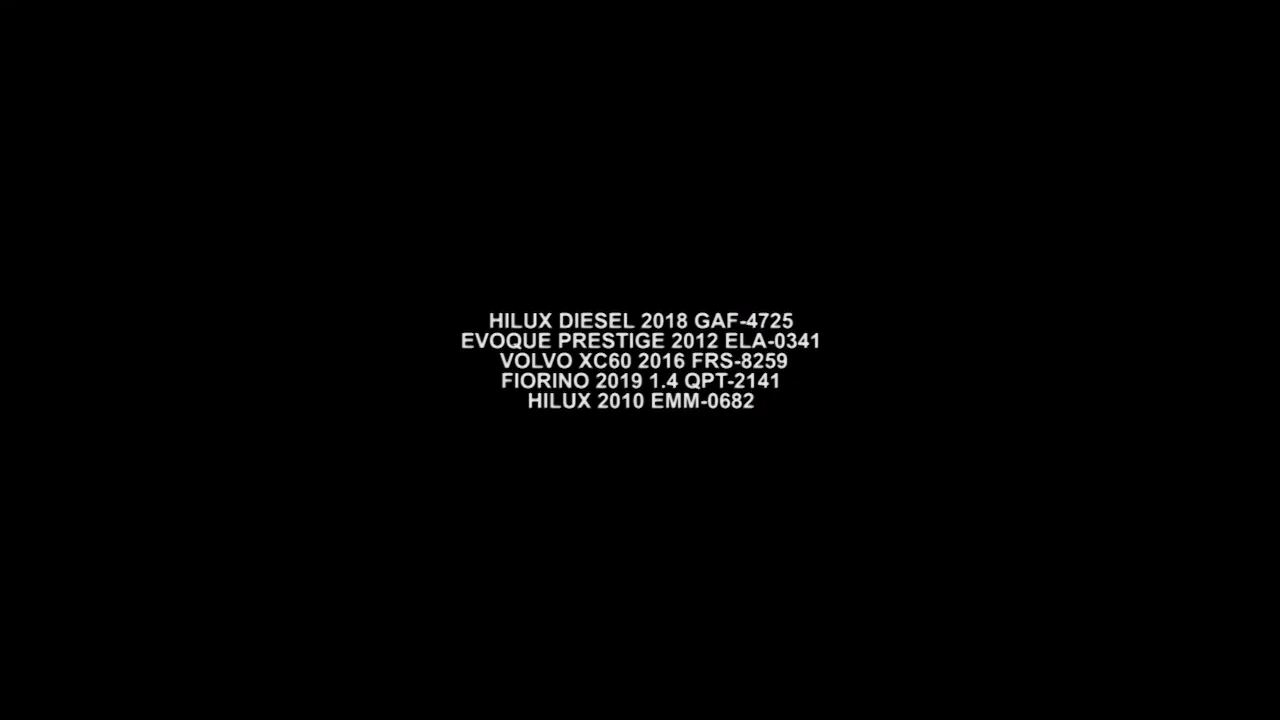 HILUX DIESEL 2018 GAF-4725
EVOQUE PRESTIGE 2012 ELA-0341
VOLVO XC60 2016 FRS-8259
FIORINO 2019 1.4 QPT-2141
HILUX 2010 EMM-0682